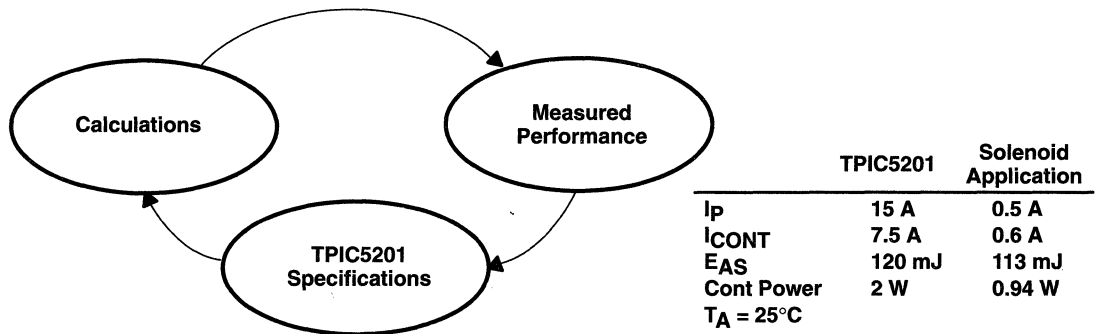 Calculations
Measured
Performance
TPIC5201
Specifications
TPIC5201 Solenoid Application
IP 15 A 0.5 A
ICONT 7.5 A 0.6 A
EAS 120 mJ 113 mJ
Cont Power 2 W 0.94 W
TA = 25°C